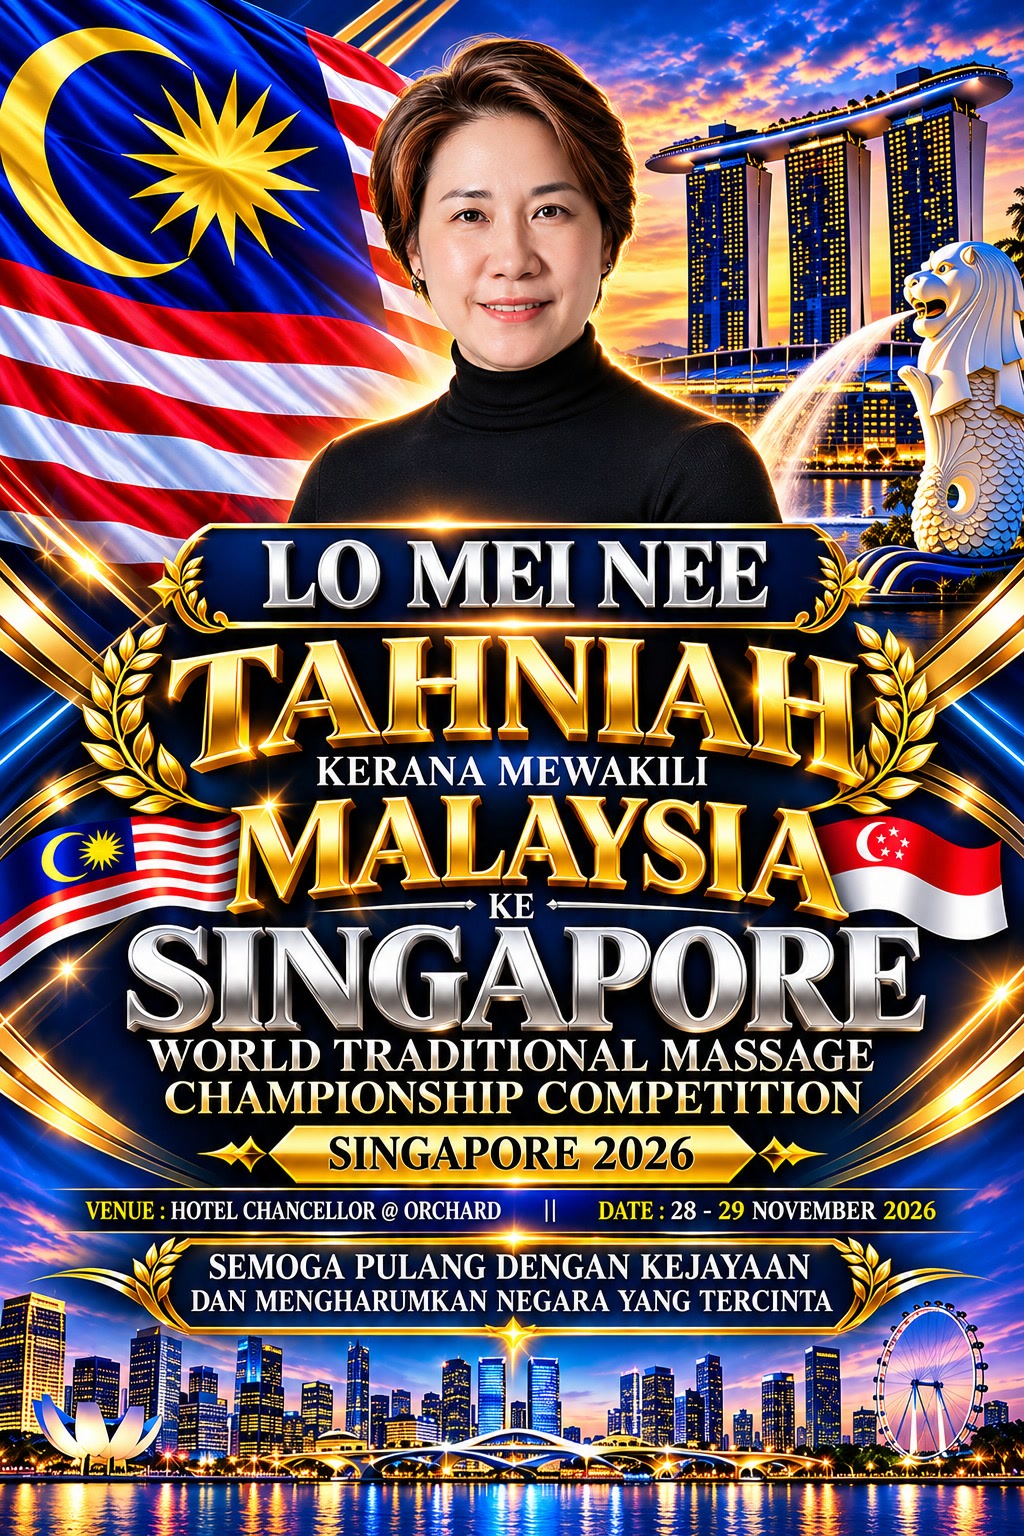 LO MEI NEE
TAHNIAH
KERANA MEWAKILI
MALAYSIA
KE
SINGAPORE
WORLD TRADITIONAL MASSAGE
CHAMPIONSHIP COMPETITION
SINGAPORE 2026
VENUE : HOTEL CHANCELLOR @ ORCHARD || DATE : 28 - 29 NOVEMBER 2026
SEMOGA PULANG DENGAN KEJAYAAN
DAN MENGHARUMKAN NEGARA YANG TERCINTA